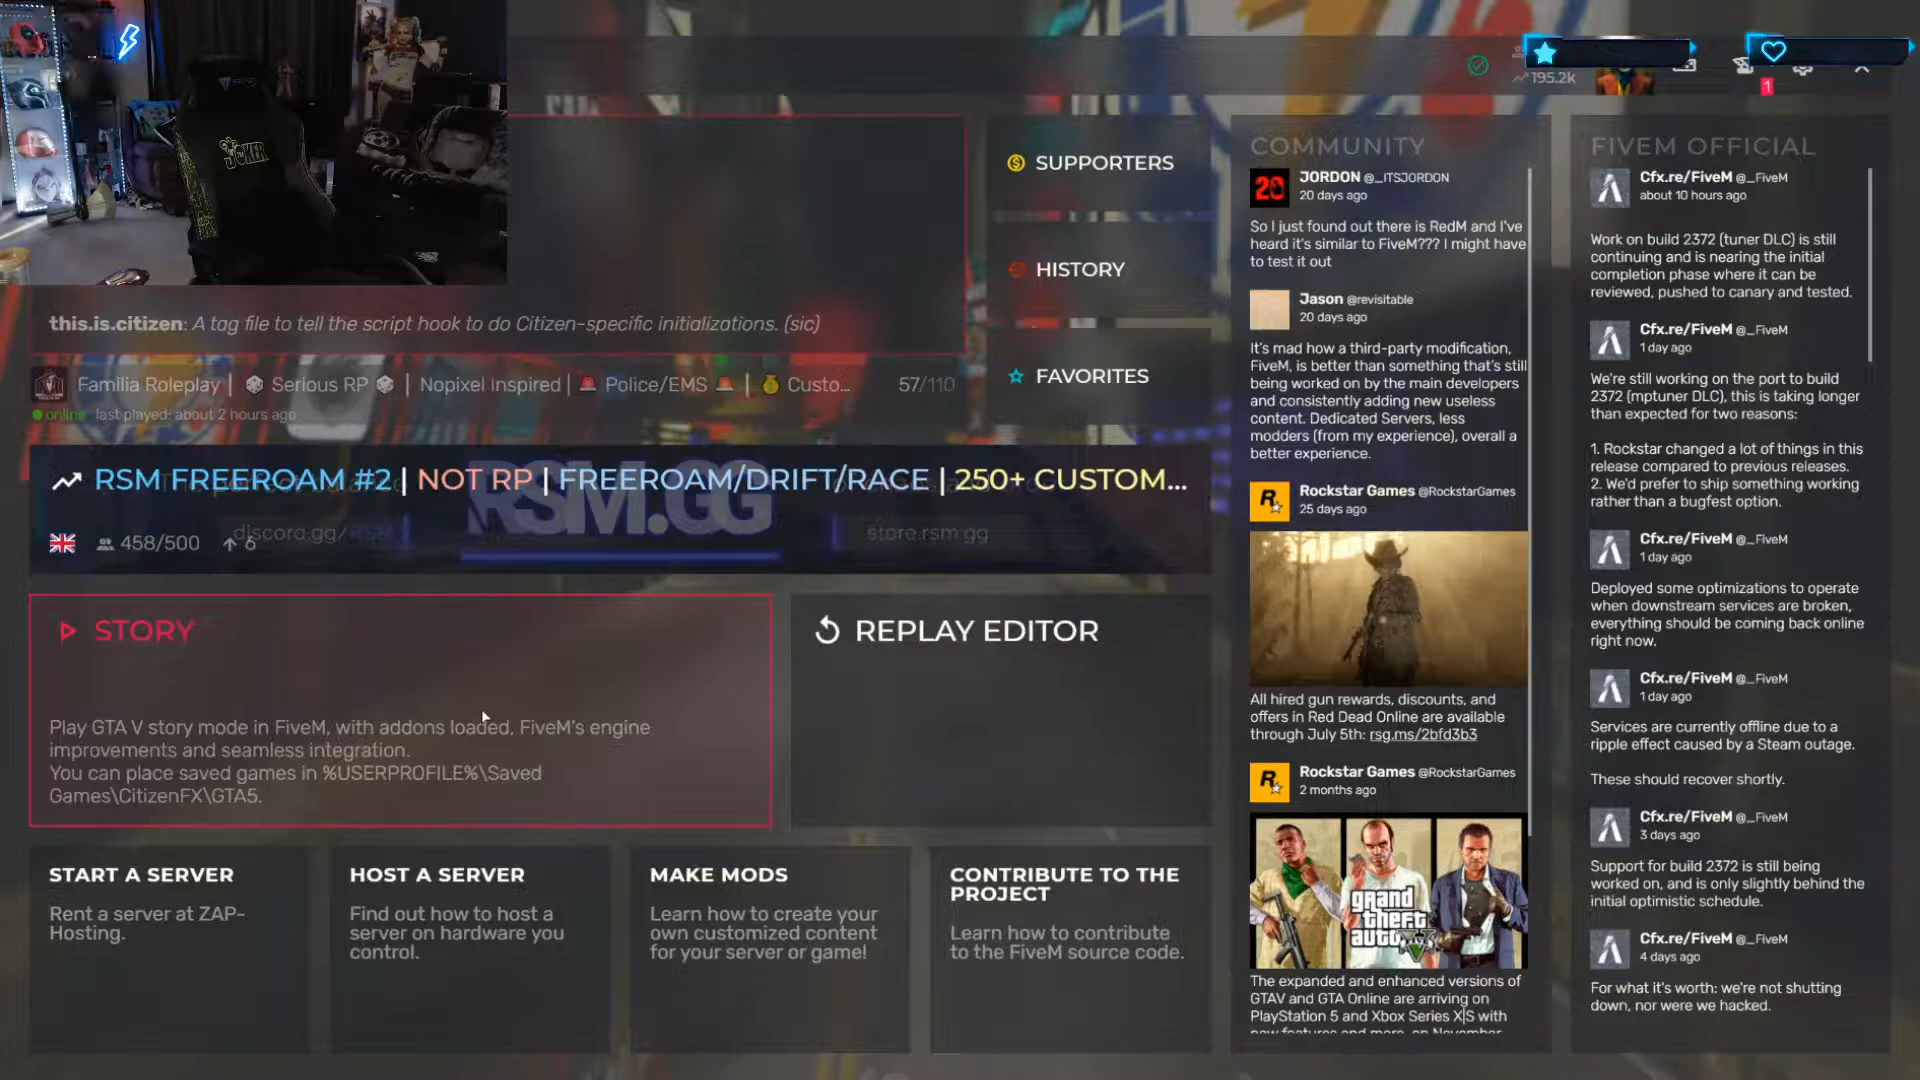 JOKER
195.2k
1
this.is.citizen: A tag file to tell the script hook to do Citizen-specific initializations. (sic)
Familia Roleplay | Serious RP | Nopixel Inspired | Police/EMS | Custo...
57/110
online last played: about 2 hours ago
SUPPORTERS
HISTORY
FAVORITES
RSM FREEROAM #2 | NOT RP | FREEROAM/DRIFT/RACE | 250+ CUSTOM...
RSM.GG
458/500
6
discord.gg/RSM
store.rsm.gg
STORY
Play GTA V story mode in FiveM, with addons loaded, FiveM's engine
improvements and seamless integration.
You can place saved games in %USERPROFILE%\Saved
Games\CitizenFX\GTA5.
REPLAY EDITOR
START A SERVER
Rent a server at ZAP-
Hosting.
HOST A SERVER
Find out how to host a
server on hardware you
control.
MAKE MODS
Learn how to create your
own customized content
for your server or game!
CONTRIBUTE TO THE
PROJECT
Learn how to contribute
to the FiveM source code.
COMMUNITY
20
JORDON @_ITSJORDON
20 days ago
So I just found out there is RedM and I've
heard it's similar to FiveM??? I might have
to test it out
Jason @revisitable
20 days ago
It's mad how a third-party modification,
FiveM, is better than something that's still
being worked on by the main developers
and consistently adding new useless
content. Dedicated Servers, less
modders (from my experience), overall a
better experience.
Rockstar Games @RockstarGames
25 days ago
All hired gun rewards, discounts, and
offers in Red Dead Online are available
through July 5th: rsg.ms/2bfd3b3
Rockstar Games @RockstarGames
2 months ago
grand
theft
auto
V
The expanded and enhanced versions of
GTAV and GTA Online are arriving on
PlayStation 5 and Xbox Series X|S with
new features and more, on November
FIVEM OFFICIAL
Cfx.re/FiveM @_FiveM
about 10 hours ago
Work on build 2372 (tuner DLC) is still
continuing and is nearing the initial
completion phase where it can be
reviewed, pushed to canary and tested.
Cfx.re/FiveM @_FiveM
1 day ago
We're still working on the port to build
2372 (mptuner DLC), this is taking longer
than expected for two reasons:
1. Rockstar changed a lot of things in this
release compared to previous releases.
2. We'd prefer to ship something working
rather than a bugfest option.
Cfx.re/FiveM @_FiveM
1 day ago
Deployed some optimizations to operate
when downstream services are broken,
everything should be coming back online
right now.
Cfx.re/FiveM @_FiveM
1 day ago
Services are currently offline due to a
ripple effect caused by a Steam outage.
These should recover shortly.
Cfx.re/FiveM @_FiveM
3 days ago
Support for build 2372 is still being
worked on, and is only slightly behind the
initial optimistic schedule.
Cfx.re/FiveM @_FiveM
4 days ago
For what it's worth: we're not shutting
down, nor were we hacked.